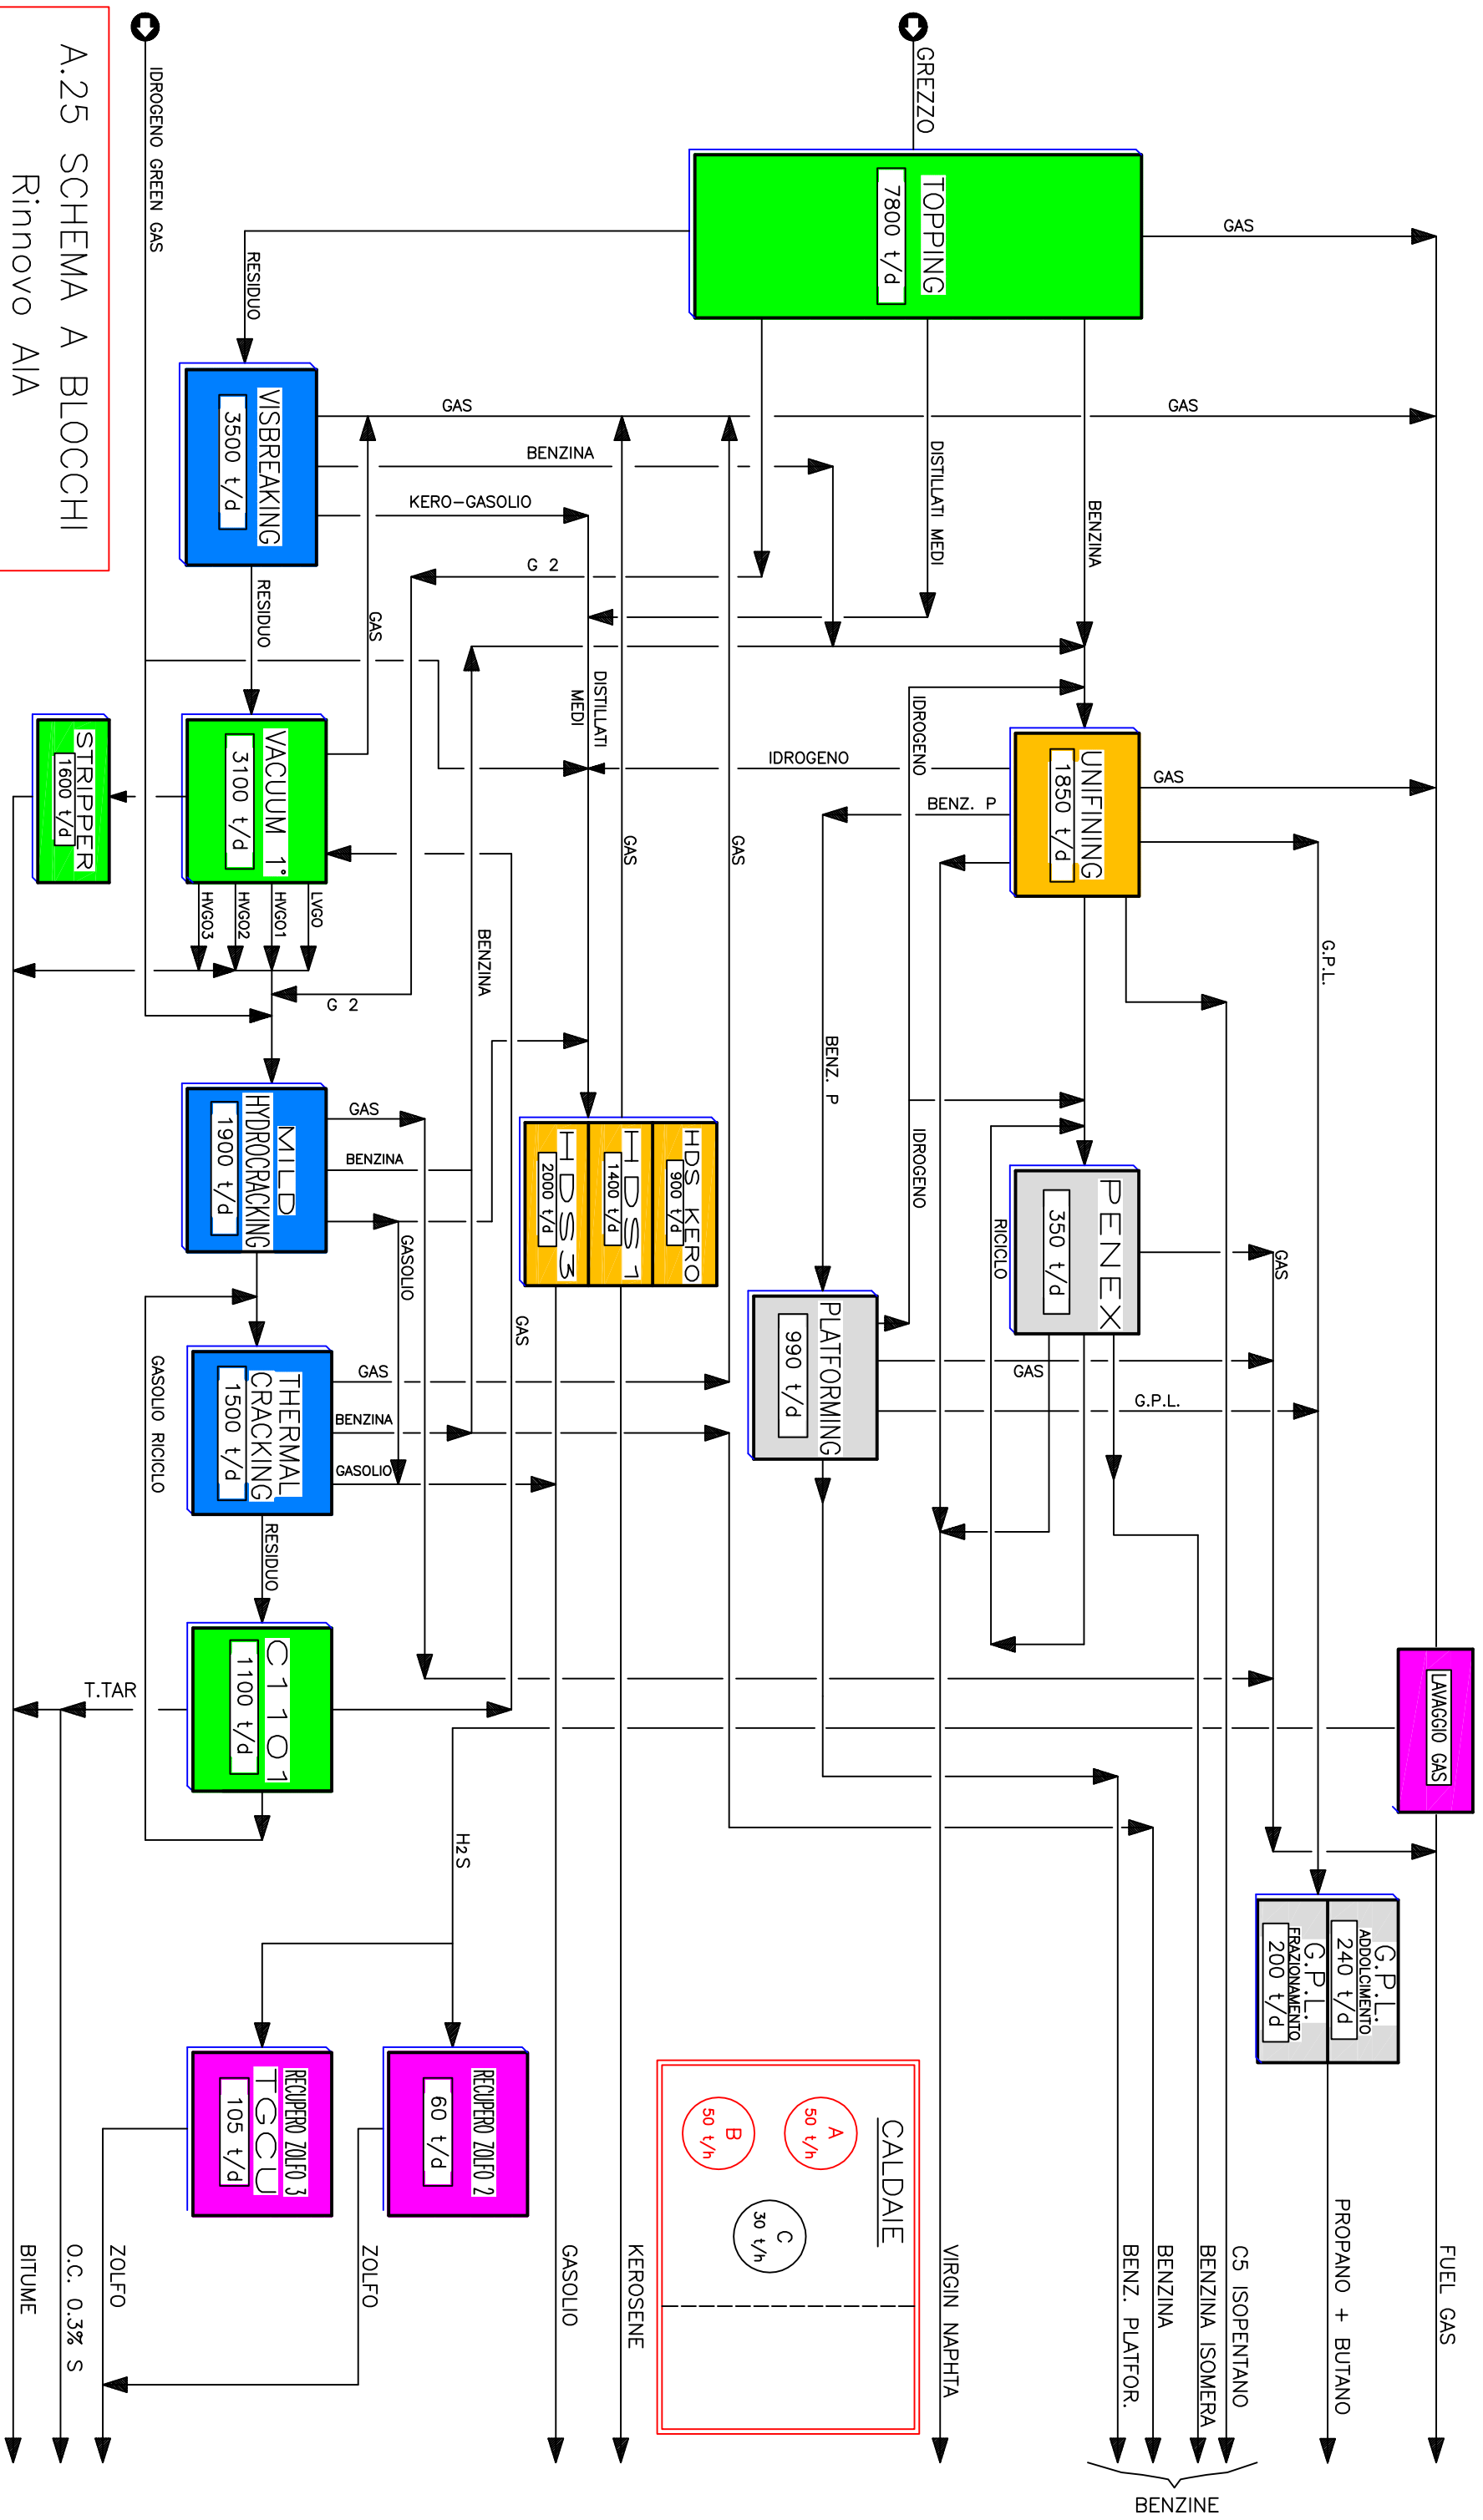 FUEL GAS
PROPANO + BUTANO
C5 ISOPENTANO
BENZINA ISOMERA
BENZINA
BENZ. PLATFOR.
BENZINE
VIRGIN NAPHTA
KEROSENE
GASOLIO
ZOLFO
ZOLFO
O.C. 0.3% S
BITUME
GREZZO
TOPPING
7800 t/d
GAS
GAS
GAS
BENZINA
DISTILLATI MEDI
G 2
RESIDUO
IDROGENO GREEN GAS
VISBREAKING
3500 t/d
GAS
BENZINA
KERO-GASOLIO
RESIDUO
GAS
VACUUM 1°
3100 t/d
STRIPPER
1600 t/d
LVGO
HVGO1
HVGO2
HVGO3
G 2
DISTILLATI
MEDI
IDROGENO
IDROGENO
UNIFINING
1850 t/d
BENZ. P
G.P.L.
GAS
GAS
BENZINA
BENZ. P
IDROGENO
PENEX
350 t/d
RICICLO
GAS
GAS
G.P.L.
PLATFORMING
990 t/d
HDS KERO
900 t/d
HDS 1
1400 t/d
HDS 3
2000 t/d
MILD
HYDROCRACKING
1900 t/d
GAS
BENZINA
GASOLIO
GAS
THERMAL
CRACKING
1500 t/d
GAS
BENZINA
GASOLIO
GASOLIO RICICLO
RESIDUO
C1101
1100 t/d
T.TAR
LAVAGGIO GAS
H2S
G.P.L.
ADDOLCIMENTO
240 t/d
G.P.L.
FRAZIONAMENTO
200 t/d
RECUPERO ZOLFO 2
60 t/d
RECUPERO ZOLFO 3
TGCU
105 t/d
CALDAIE
A
50 t/h
B
50 t/h
C
30 t/h
A.25 SCHEMA A BLOCCHI
Rinnovo AIA